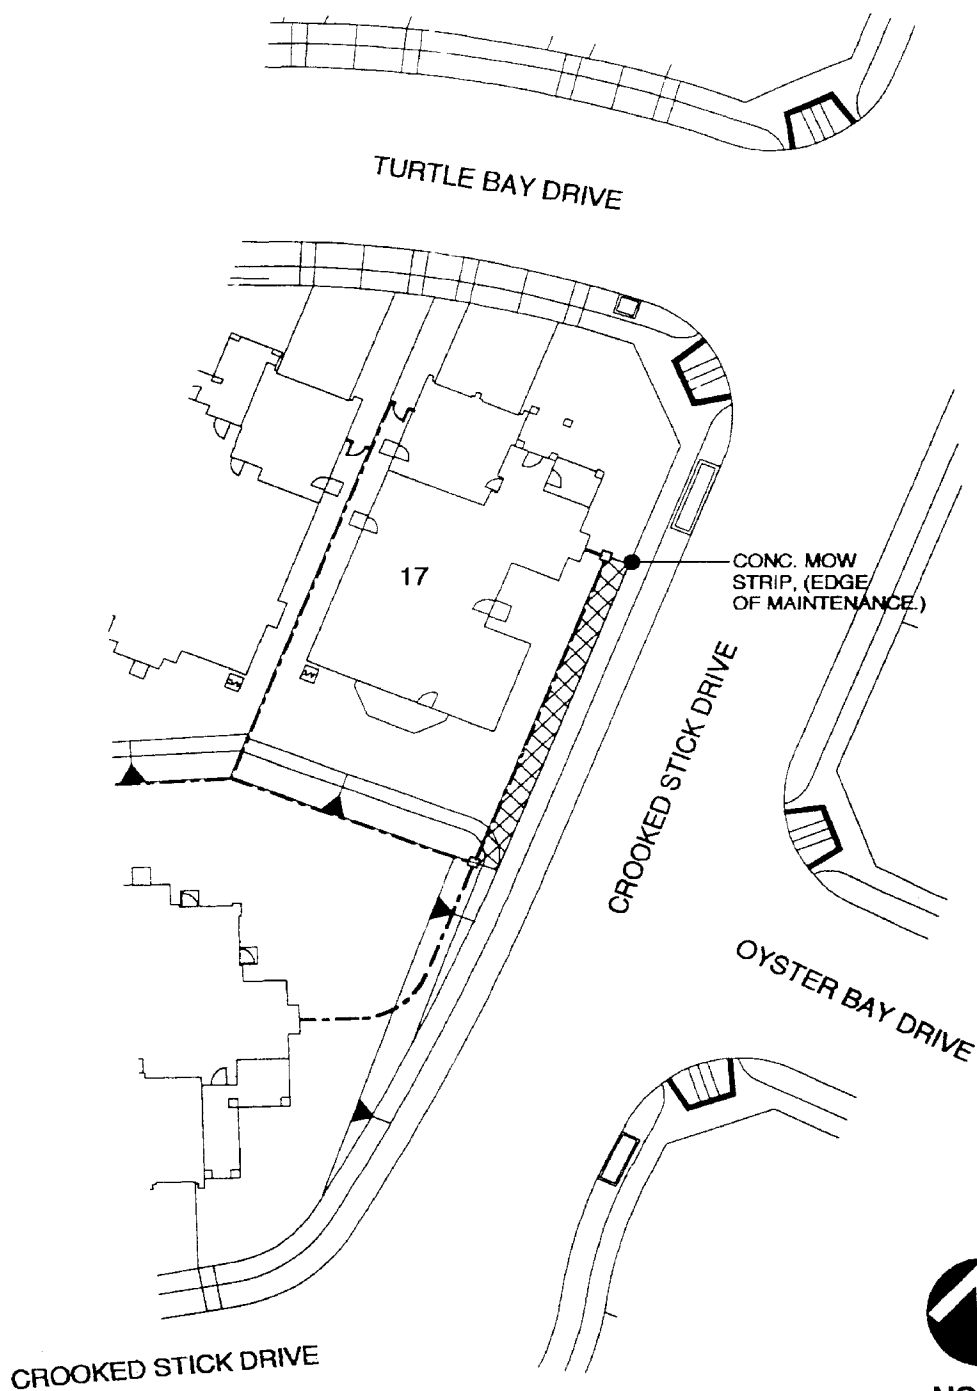 TURTLE BAY DRIVE
17
CONC. MOW
STRIP, (EDGE
OF MAINTENANCE.)
CROOKED STICK DRIVE
OYSTER BAY DRIVE
CROOKED STICK DRIVE